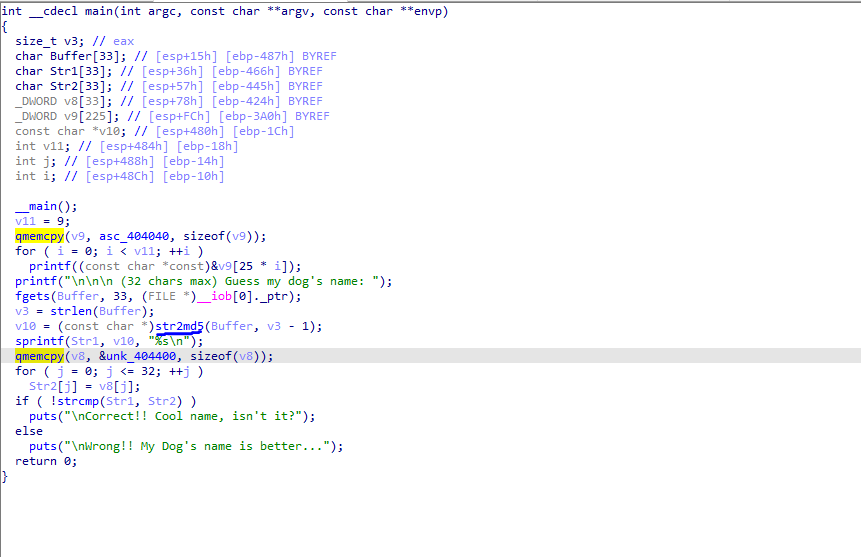 int __cdecl main(int argc, const char **argv, const char **envp)
{
  size_t v3; // eax
  char Buffer[33]; // [esp+15h] [ebp-487h] BYREF
  char Str1[33]; // [esp+36h] [ebp-466h] BYREF
  char Str2[33]; // [esp+57h] [ebp-445h] BYREF
  _DWORD v8[33]; // [esp+78h] [ebp-424h] BYREF
  _DWORD v9[225]; // [esp+FCh] [ebp-3A0h] BYREF
  const char *v10; // [esp+480h] [ebp-1Ch]
  int v11; // [esp+484h] [ebp-18h]
  int j; // [esp+488h] [ebp-14h]
  int i; // [esp+48Ch] [ebp-10h]

  __main();
  v11 = 9;
  qmemcpy(v9, asc_404040, sizeof(v9));
  for ( i = 0; i < v11; ++i )
    printf((const char *const)&v9[25 * i]);
  printf("\n\n\n (32 chars max) Guess my dog's name: ");
  fgets(Buffer, 33, (FILE *)__iob[0]._ptr);
  v3 = strlen(Buffer);
  v10 = (const char *)str2md5(Buffer, v3 - 1);
  sprintf(Str1, v10, "%s\n");
  qmemcpy(v8, &unk_404400, sizeof(v8));
  for ( j = 0; j <= 32; ++j )
    Str2[j] = v8[j];
  if ( !strcmp(Str1, Str2) )
    puts("\nCorrect!! Cool name, isn't it?");
  else
    puts("\nWrong!! My Dog's name is better...");
  return 0;
}